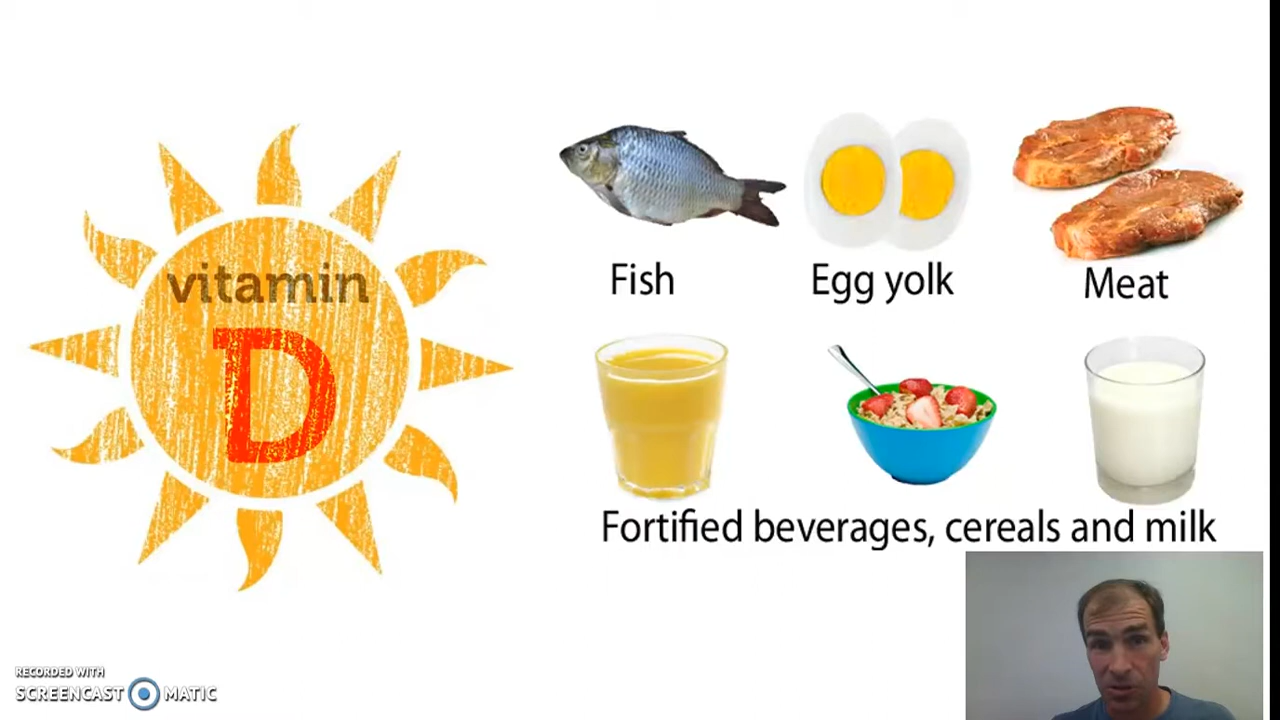 vitamin
D
Fish
Egg yolk
Meat
Fortified beverages, cereals and milk
RECORDED WITH
SCREENCAST MATIC